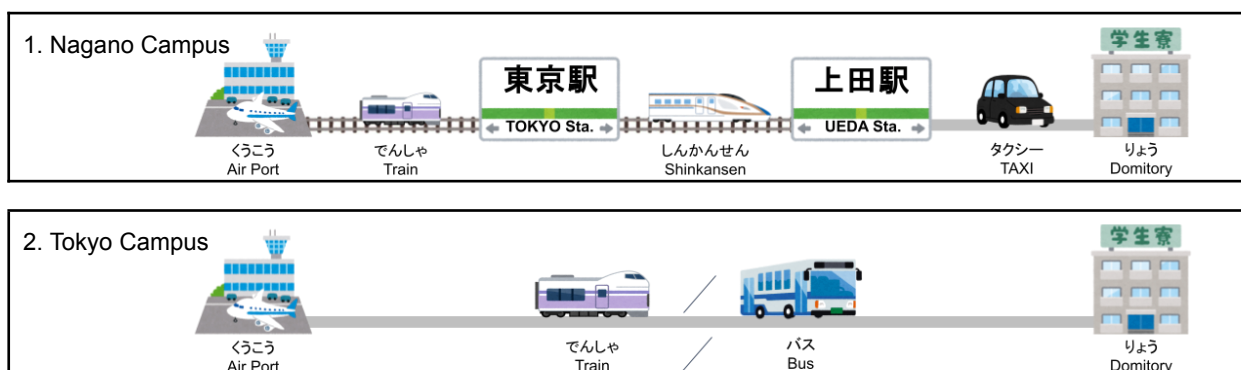 1. Nagano Campus
学生寮
東京駅
上田駅
TOKYO Sta.
UEDA Sta.
くうこう
でんしゃ
しんかんせん
タクシー
りょう
Air Port
Train
Shinkansen
TAXI
Domitory
2. Tokyo Campus
学生寮
くうこう
でんしゃ
バス
りょう
Air Port
Train
Bus
Domitory